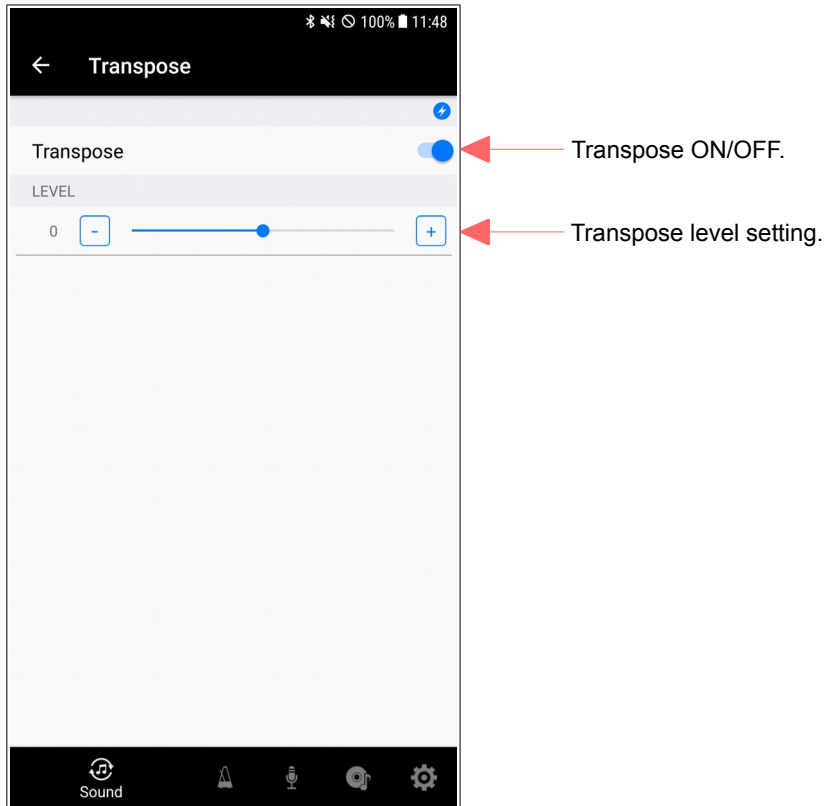 100% 11:48
Transpose
Transpose
Transpose ON/OFF.
LEVEL
0 - +
Transpose level setting.
Sound